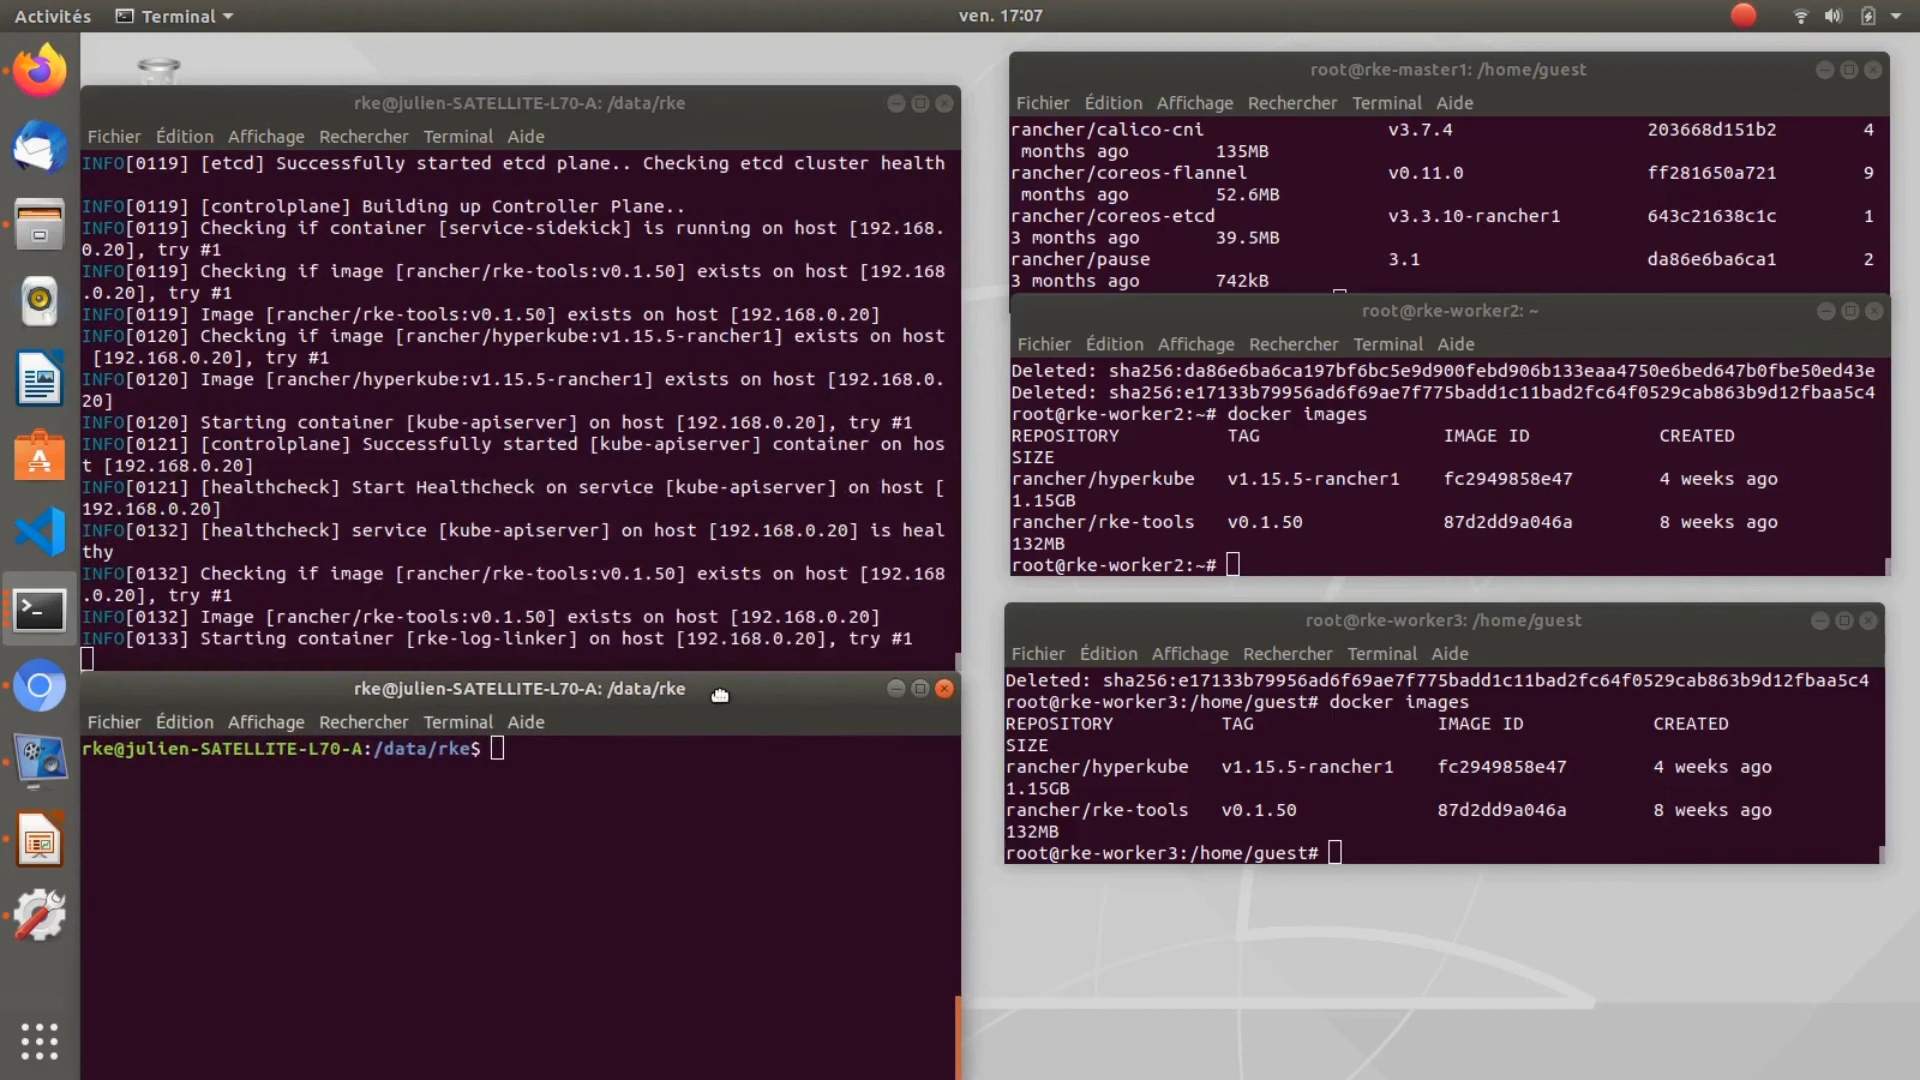 Activités
Terminal
ven. 17:07
rke@julien-SATELLITE-L70-A: /data/rke
Fichier Édition Affichage Rechercher Terminal Aide
INFO[0119] [etcd] Successfully started etcd plane.. Checking etcd cluster health
INFO[0119] [controlplane] Building up Controller Plane..
INFO[0119] Checking if container [service-sidekick] is running on host [192.168.
0.20], try #1
INFO[0119] Checking if image [rancher/rke-tools:v0.1.50] exists on host [192.168
.0.20], try #1
INFO[0119] Image [rancher/rke-tools:v0.1.50] exists on host [192.168.0.20]
INFO[0120] Checking if image [rancher/hyperkube:v1.15.5-rancher1] exists on host
[192.168.0.20], try #1
INFO[0120] Image [rancher/hyperkube:v1.15.5-rancher1] exists on host [192.168.0.
20]
INFO[0120] Starting container [kube-apiserver] on host [192.168.0.20], try #1
INFO[0121] [controlplane] Successfully started [kube-apiserver] container on hos
t [192.168.0.20]
INFO[0121] [healthcheck] Start Healthcheck on service [kube-apiserver] on host [
192.168.0.20]
INFO[0132] [healthcheck] service [kube-apiserver] on host [192.168.0.20] is heal
thy
INFO[0132] Checking if image [rancher/rke-tools:v0.1.50] exists on host [192.168
.0.20], try #1
INFO[0132] Image [rancher/rke-tools:v0.1.50] exists on host [192.168.0.20]
INFO[0133] Starting container [rke-log-linker] on host [192.168.0.20], try #1
rke@julien-SATELLITE-L70-A: /data/rke
Fichier Édition Affichage Rechercher Terminal Aide
rke@julien-SATELLITE-L70-A:/data/rke$
root@rke-master1: /home/guest
Fichier Édition Affichage Rechercher Terminal Aide
rancher/calico-cni v3.7.4 203668d151b2 4
months ago 135MB
rancher/coreos-flannel v0.11.0 ff281650a721 9
months ago 52.6MB
rancher/coreos-etcd v3.3.10-rancher1 643c21638c1c 1
3 months ago 39.5MB
rancher/pause 3.1 da86e6ba6ca1 2
3 months ago 742kB
root@rke-worker2: ~
Fichier Édition Affichage Rechercher Terminal Aide
Deleted: sha256:da86e6ba6ca197bf6bc5e9d900febd906b133eaa4750e6bed647b0fbe50ed43e
Deleted: sha256:e17133b79956ad6f69ae7f775badd1c11bad2fc64f0529cab863b9d12fbaa5c4
root@rke-worker2:~# docker images
REPOSITORY TAG IMAGE ID CREATED
SIZE
rancher/hyperkube v1.15.5-rancher1 fc2949858e47 4 weeks ago
1.15GB
rancher/rke-tools v0.1.50 87d2dd9a046a 8 weeks ago
132MB
root@rke-worker2:~#
root@rke-worker3: /home/guest
Fichier Édition Affichage Rechercher Terminal Aide
Deleted: sha256:e17133b79956ad6f69ae7f775badd1c11bad2fc64f0529cab863b9d12fbaa5c4
root@rke-worker3:/home/guest# docker images
REPOSITORY TAG IMAGE ID CREATED
SIZE
rancher/hyperkube v1.15.5-rancher1 fc2949858e47 4 weeks ago
1.15GB
rancher/rke-tools v0.1.50 87d2dd9a046a 8 weeks ago
132MB
root@rke-worker3:/home/guest#